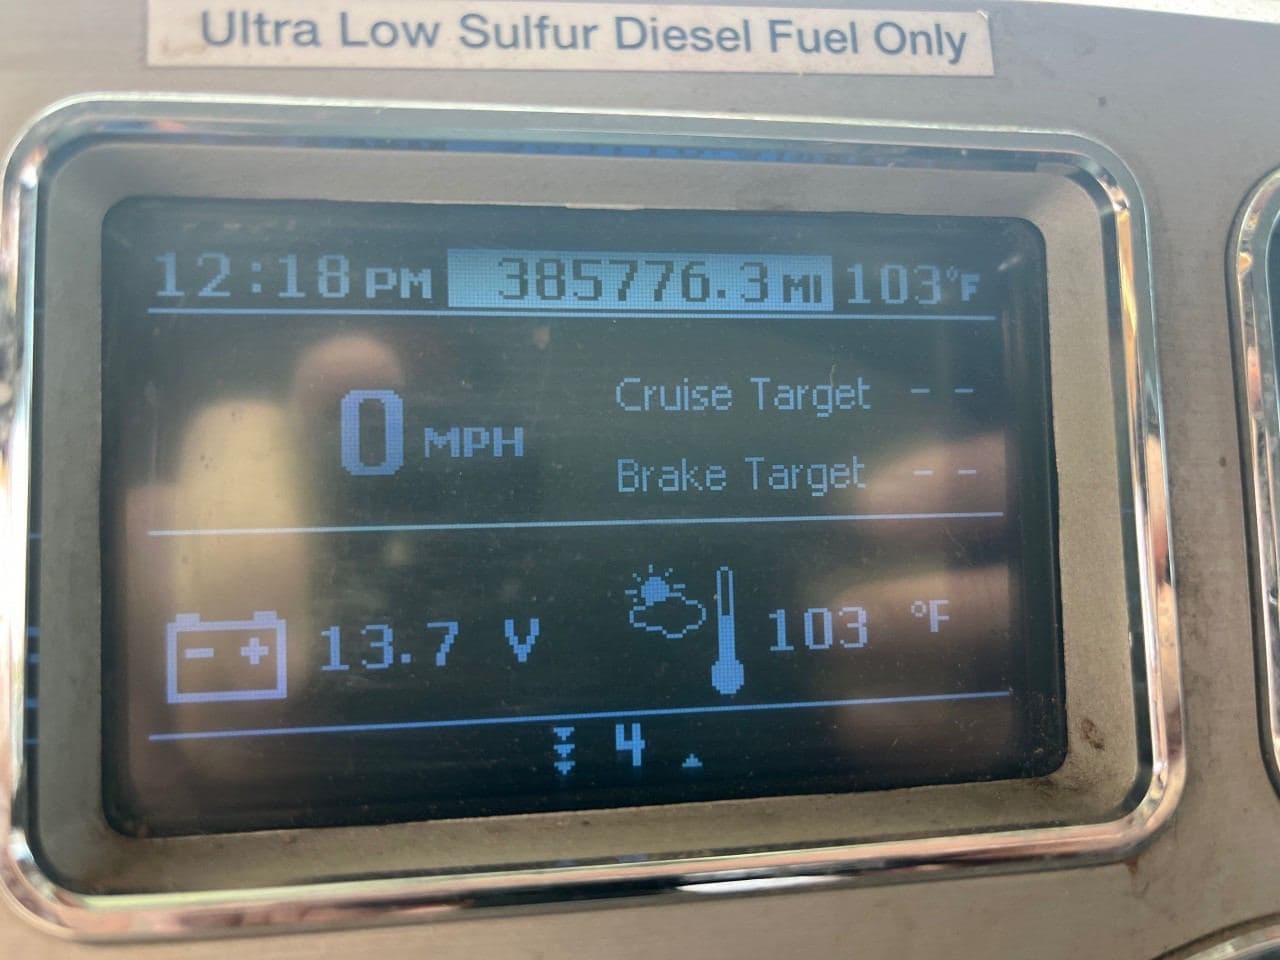 Ultra Low Sulfur Diesel Fuel Only
12:18 PM 385776.3 MI 103°F
Cruise Target - -
0 MPH
Brake Target - -
- + 13.7 V 103 °F
4